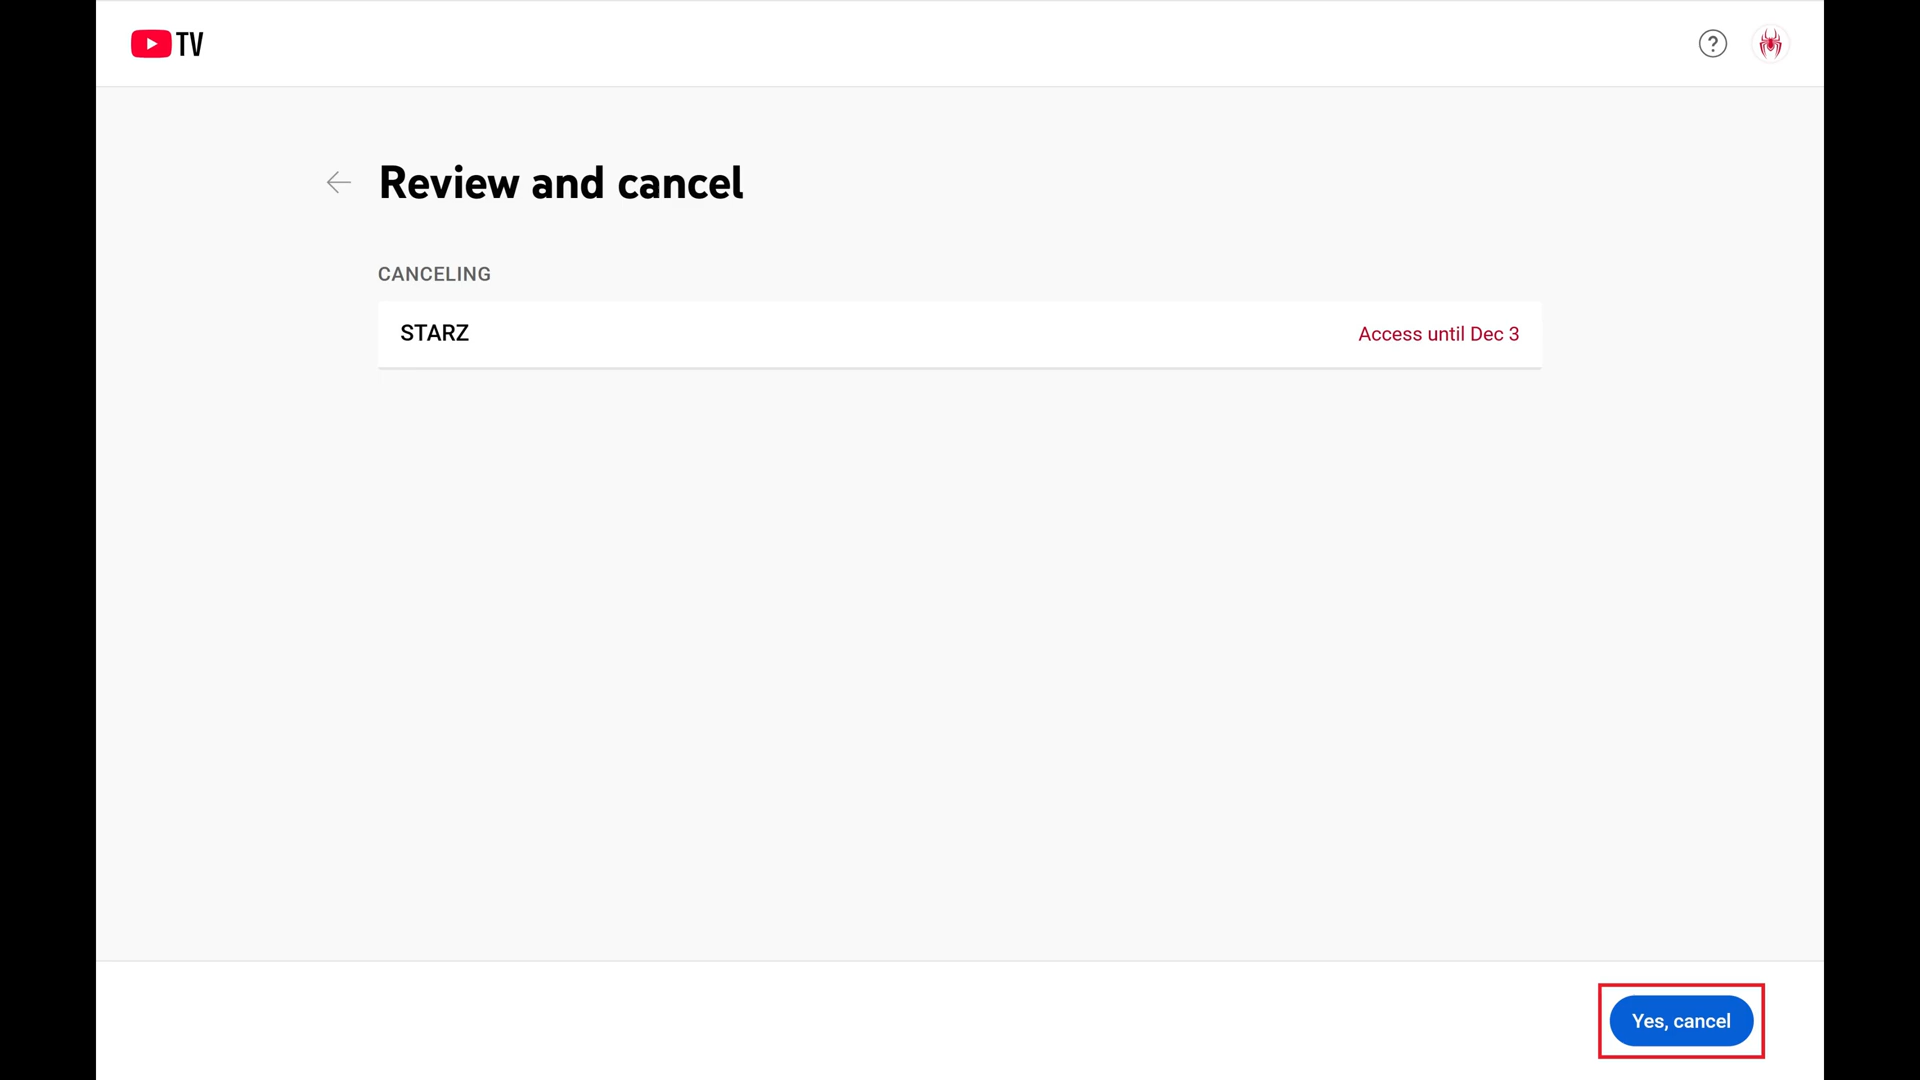 TV
?
Review and cancel
CANCELING
STARZ
Access until Dec 3
Yes, cancel